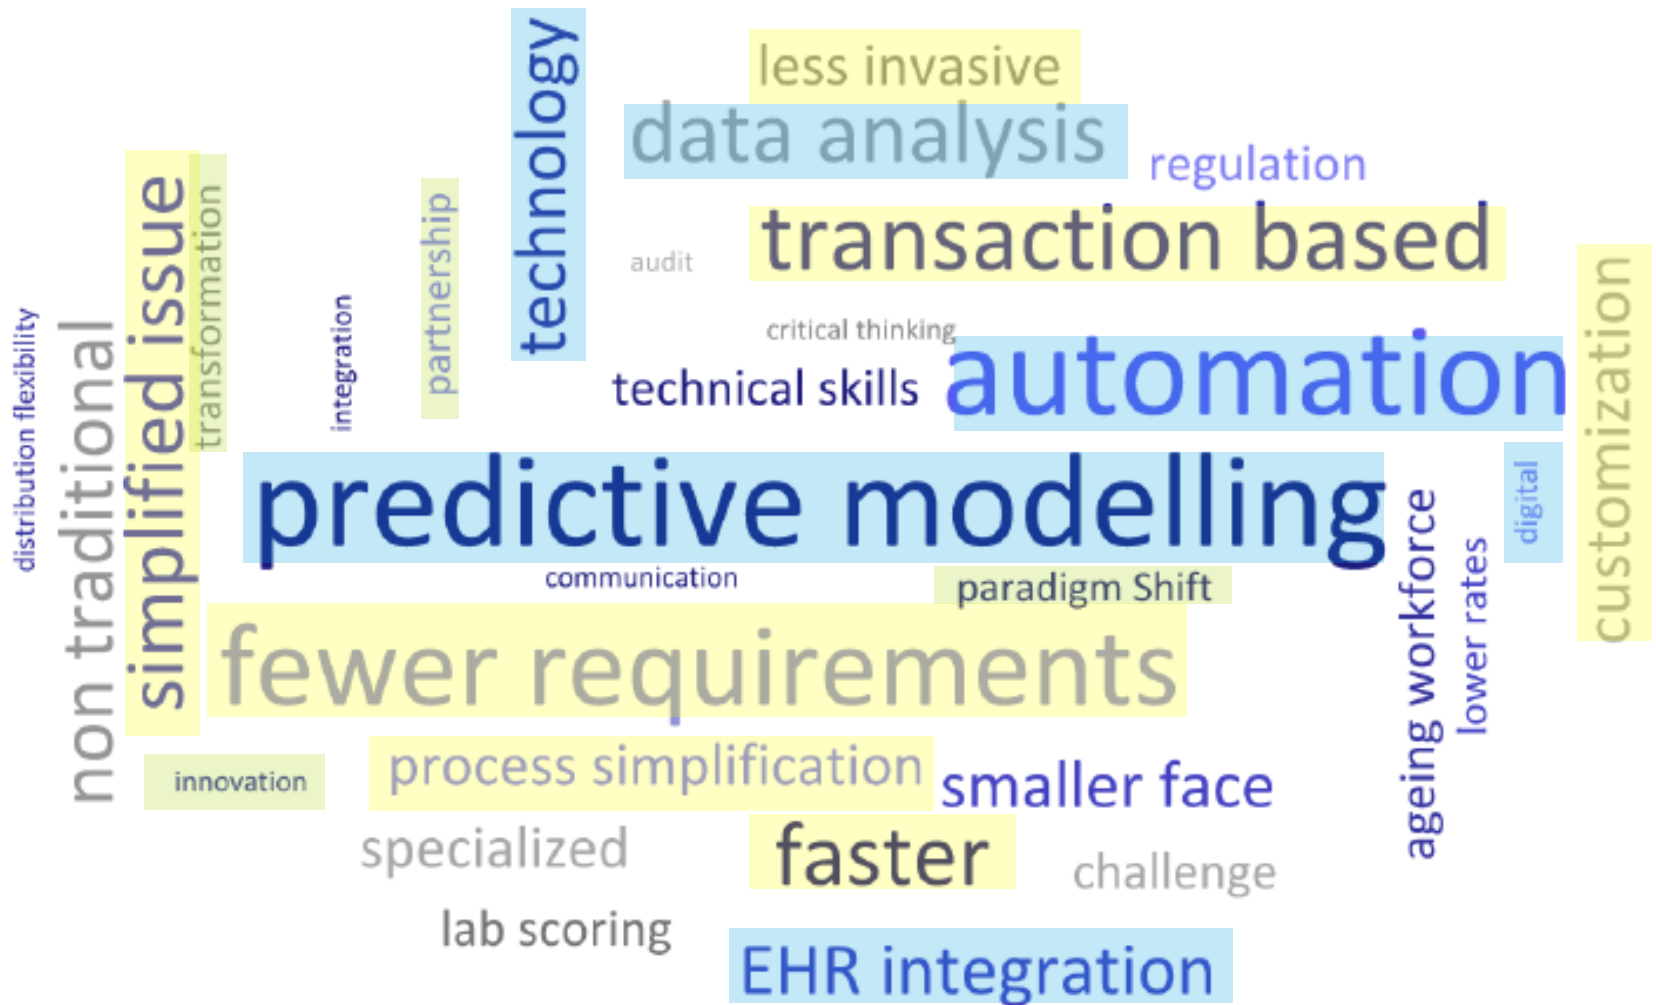 technology
less invasive
data analysis
regulation
transaction based
audit
simplified issue
transformation
partnership
integration
distribution flexibility
non traditional
critical thinking
technical skills
automation
customization
predictive modelling
digital
ageing workforce
lower rates
communication
paradigm Shift
fewer requirements
process simplification
innovation
smaller face
specialized
faster
challenge
lab scoring
EHR integration